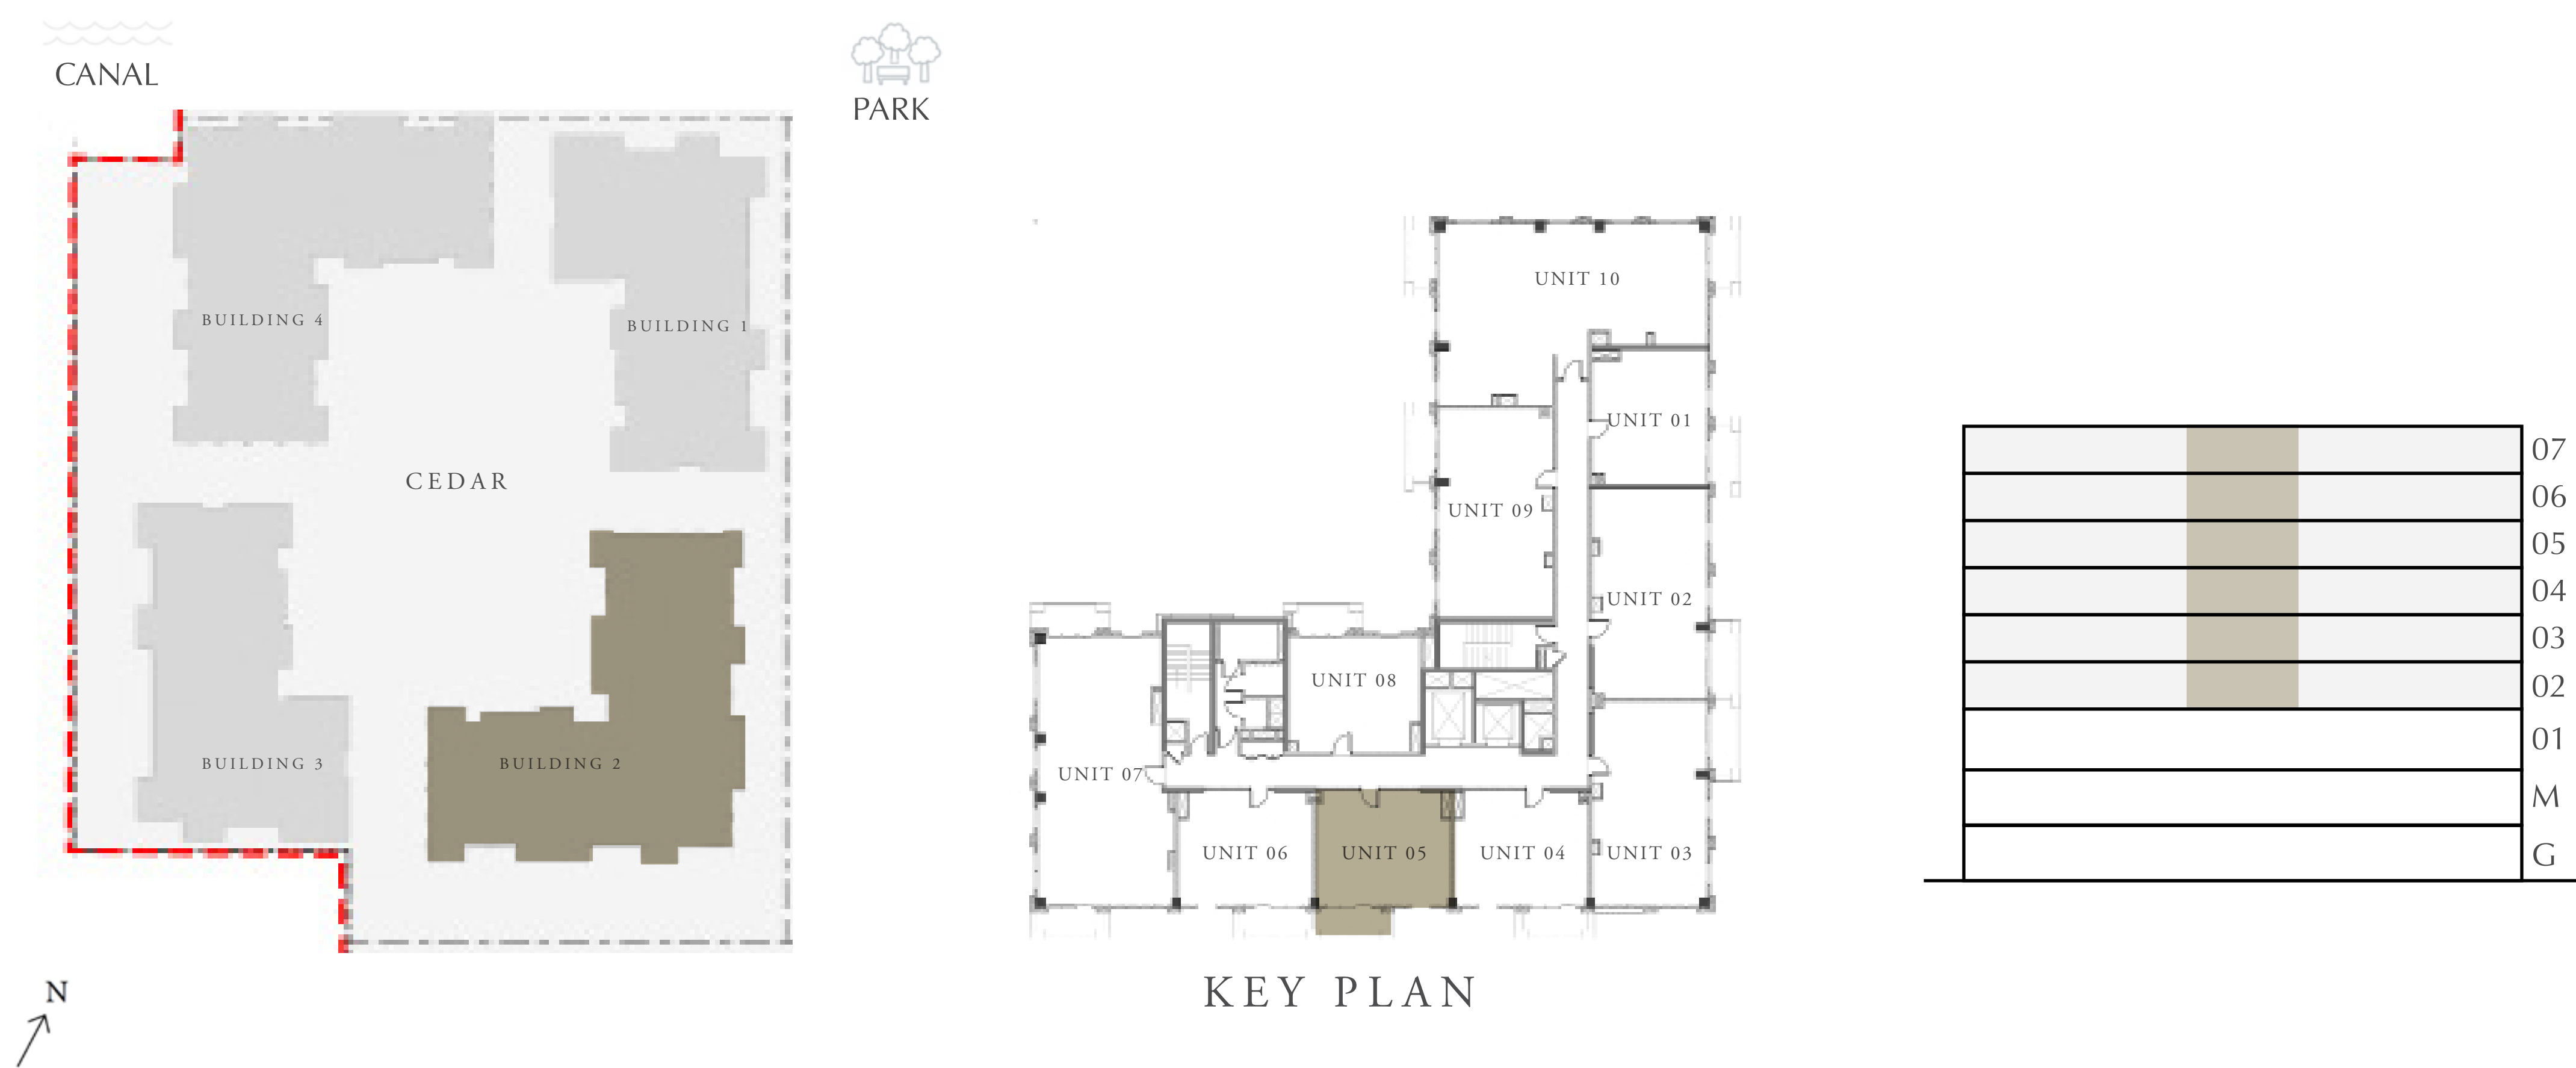 CANAL
PARK
BUILDING 4
BUILDING 1
CEDAR
BUILDING 3
BUILDING 2
N
UNIT 10
UNIT 01
UNIT 09
UNIT 02
UNIT 08
UNIT 07
UNIT 06
UNIT 05
UNIT 04
UNIT 03
KEY PLAN
07
06
05
04
03
02
01
M
G